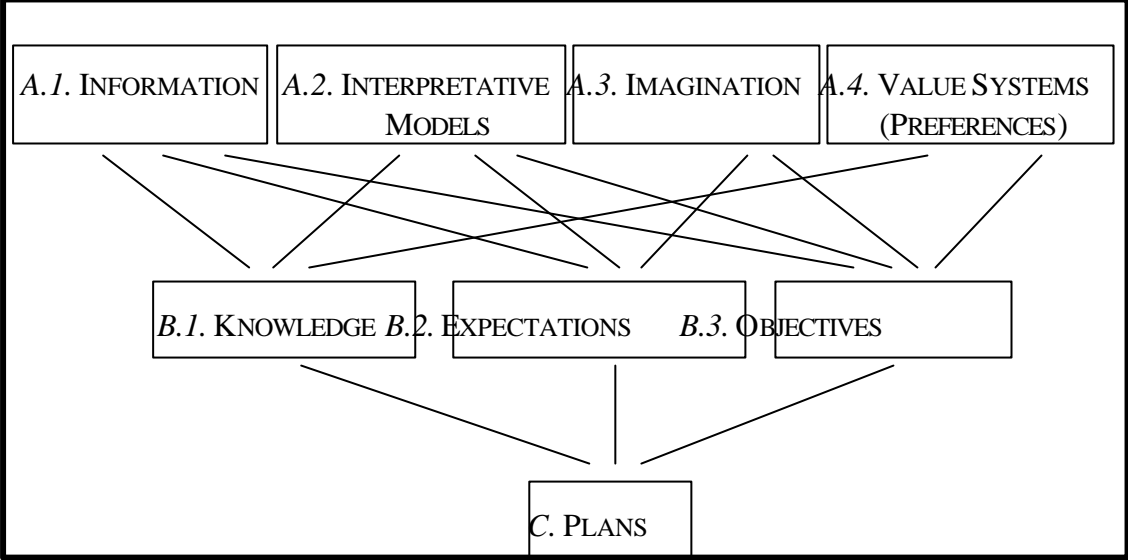 A.1. INFORMATION
A.2. INTERPRETATIVE
MODELS
A.3. IMAGINATION
A.4. VALUE SYSTEMS
(PREFERENCES)
B.1. KNOWLEDGE
B.2. EXPECTATIONS
B.3. OBJECTIVES
C. PLANS